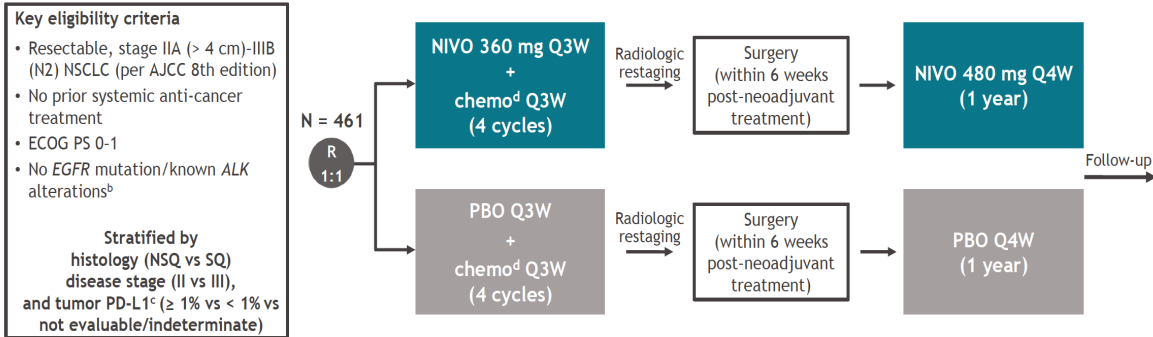 Key eligibility criteria
• Resectable, stage IIA (> 4 cm)-IIIB
(N2) NSCLC (per AJCC 8th edition)
• No prior systemic anti-cancer
treatment
• ECOG PS 0-1
• No EGFR mutation/known ALK
alterationsᵇ
Stratified by
histology (NSQ vs SQ)
disease stage (II vs III),
and tumor PD-L1ᶜ (≥ 1% vs < 1% vs
not evaluable/indeterminate)
N = 461
R
1:1
NIVO 360 mg Q3W
+
chemoᵈ Q3W
(4 cycles)
Radiologic
restaging
Surgery
(within 6 weeks
post-neoadjuvant
treatment)
NIVO 480 mg Q4W
(1 year)
PBO Q3W
+
chemoᵈ Q3W
(4 cycles)
Radiologic
restaging
Surgery
(within 6 weeks
post-neoadjuvant
treatment)
PBO Q4W
(1 year)
Follow-up